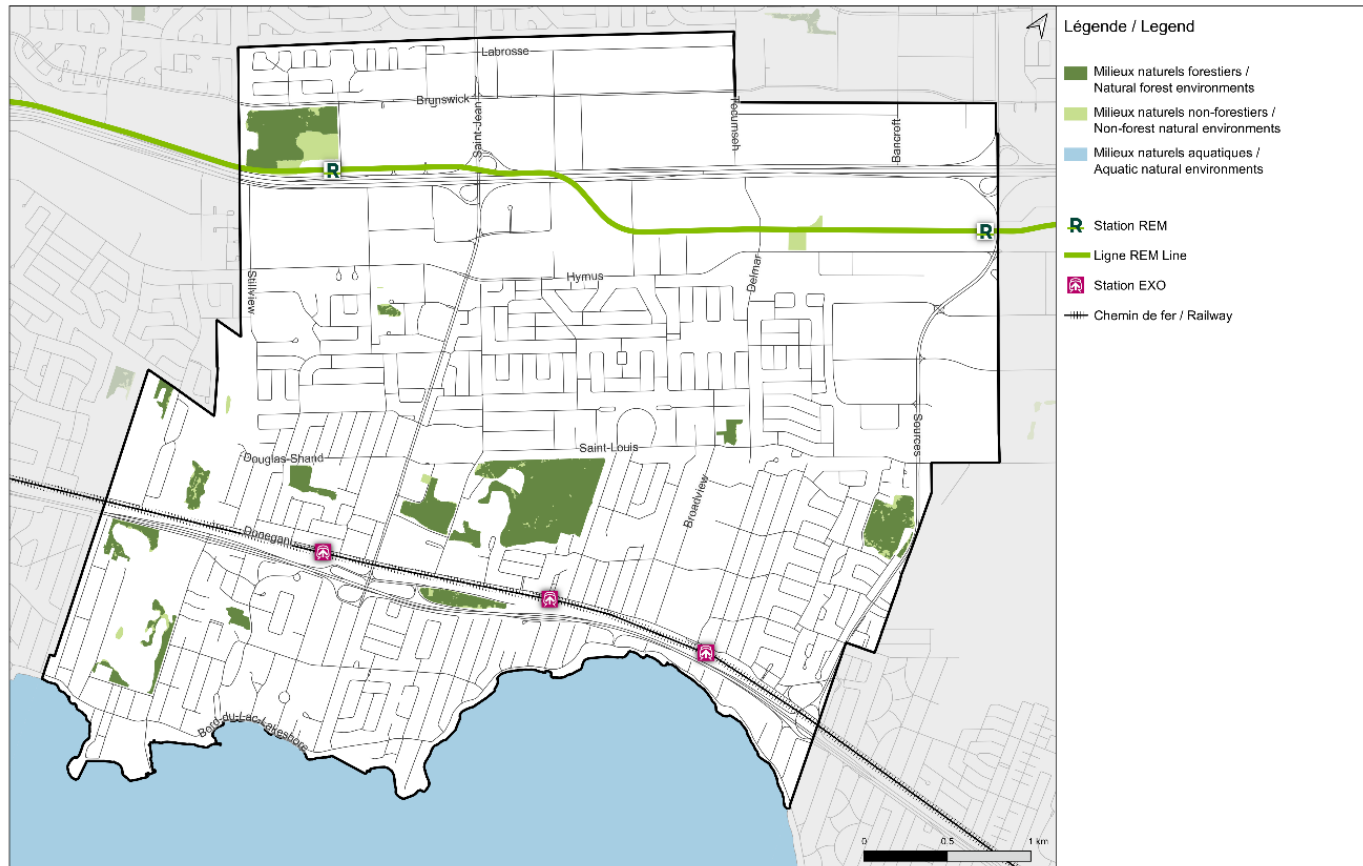 Labrosse
Brunswick
Saint-Jean
Tecumseh
Bancroft
R
R
Stillview
Hymus
Delmar
Sources
Saint-Louis
Douglas-Shand
Broadview
Donegani
Bord-du-Lac-Lakeshore
0
0.5
1 km
Légende / Legend
Milieux naturels forestiers /
Natural forest environments
Milieux naturels non-forestiers /
Non-forest natural environments
Milieux naturels aquatiques /
Aquatic natural environments
R Station REM
Ligne REM Line
Station EXO
Chemin de fer / Railway